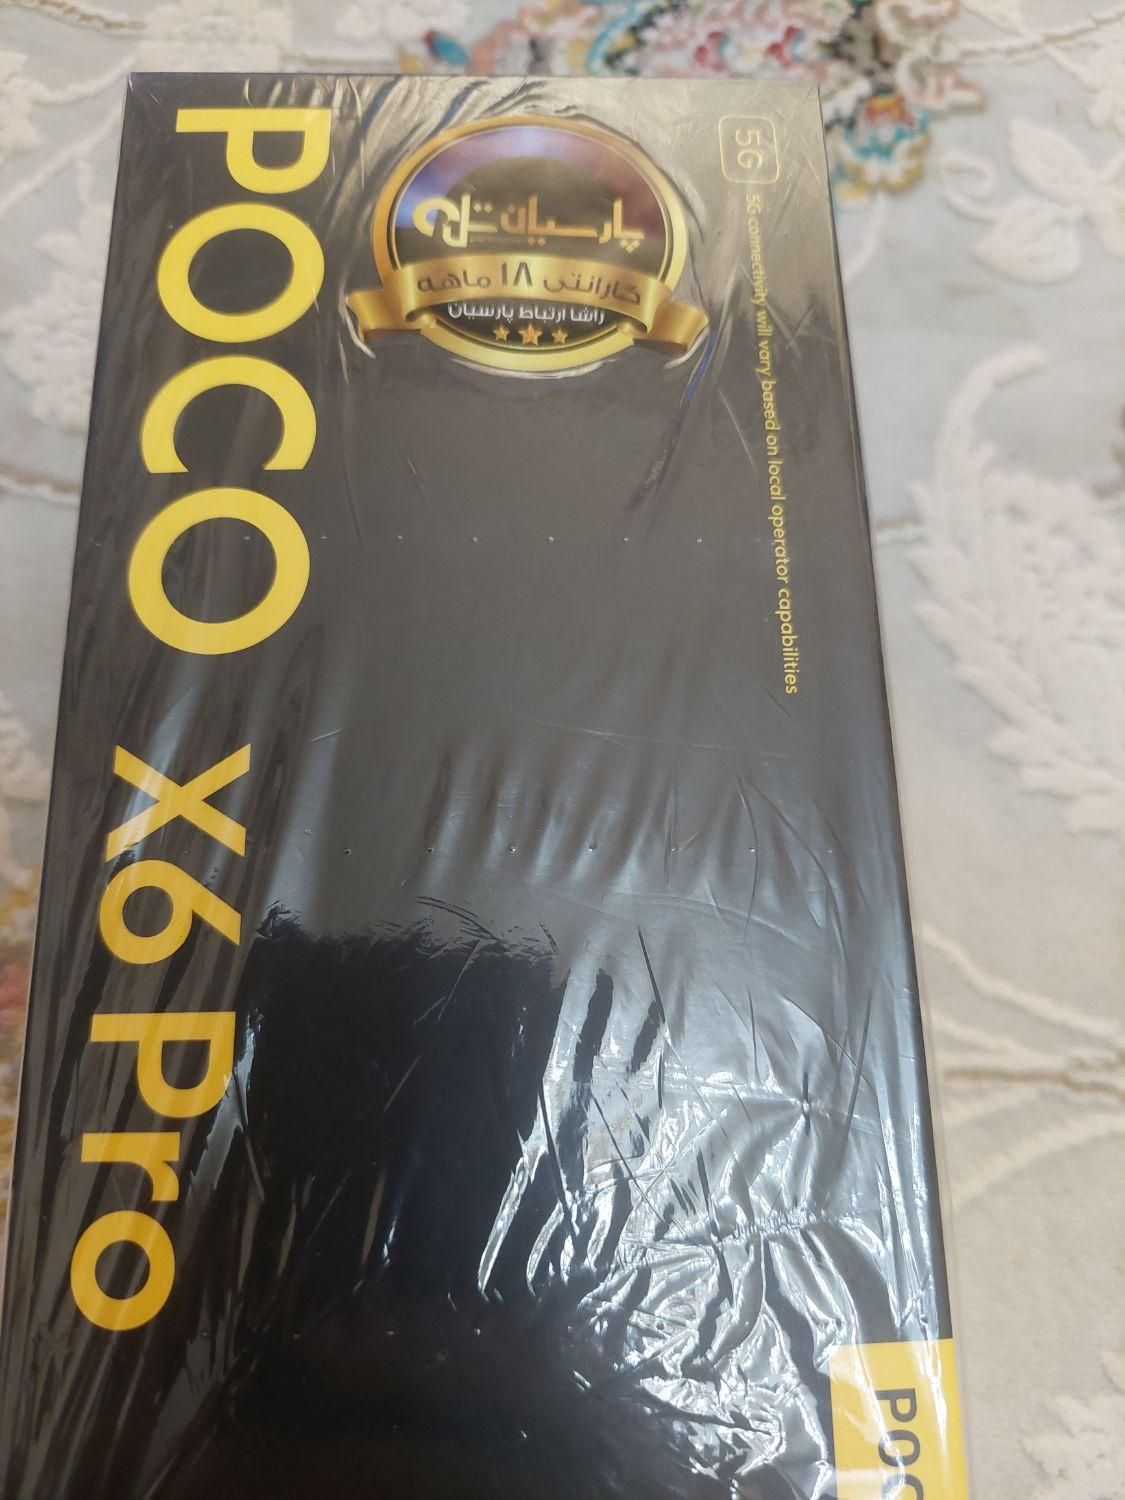 POCO X6 Pro
پارسیان تل
گارانتی ۱۸ ماهه
راشا ارتباط پارسیان
5G
5G connectivity will vary based on local operator capabilities